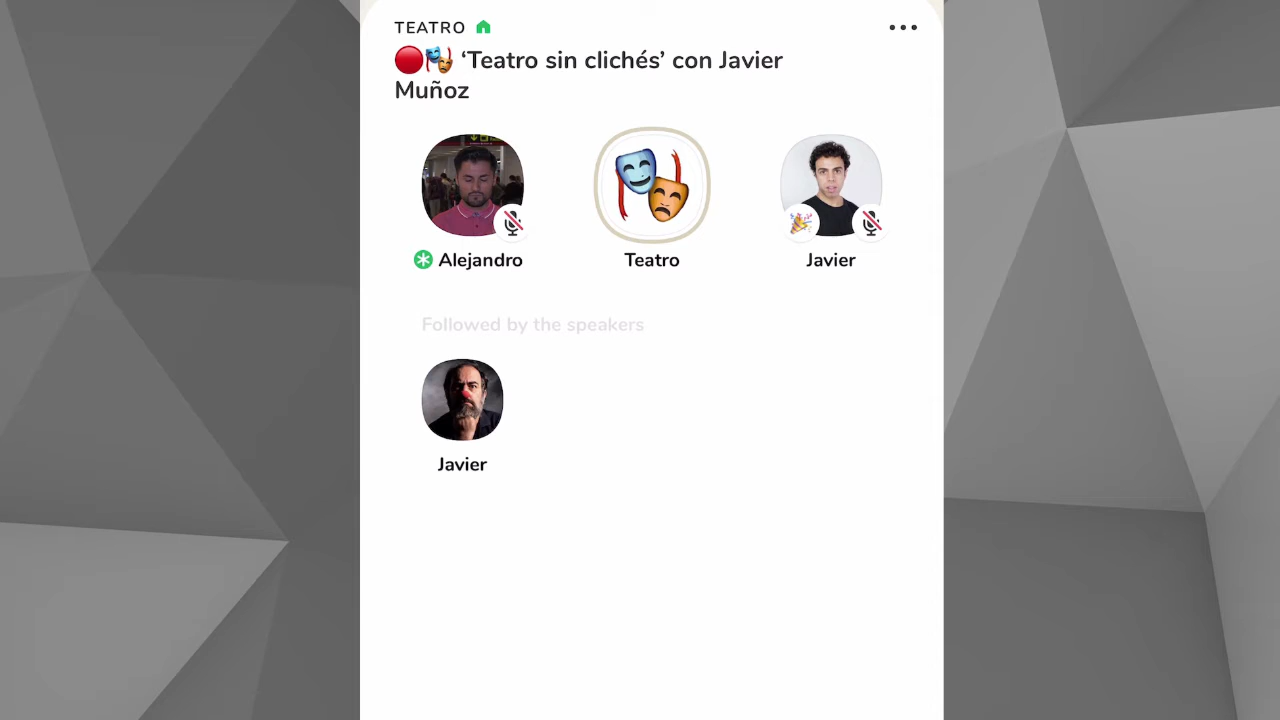 TEATRO
‘Teatro sin clichés’ con Javier
Muñoz
Alejandro
Teatro
Javier
Followed by the speakers
Javier